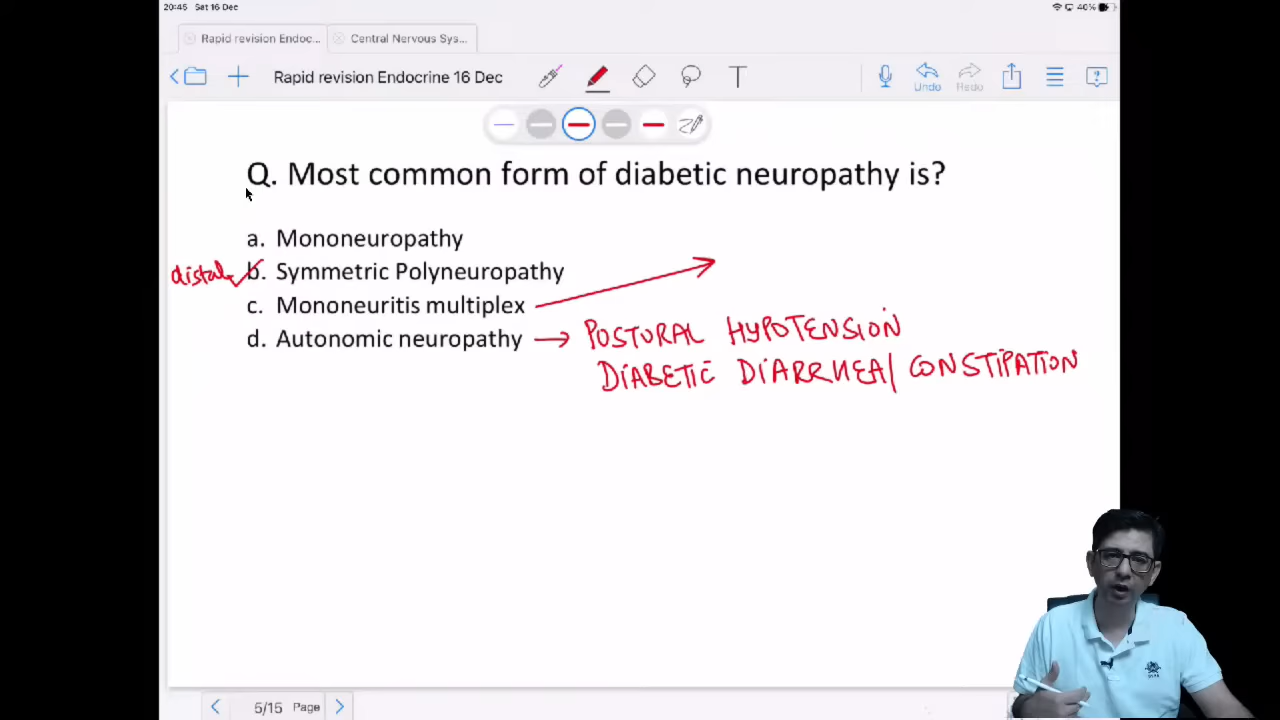 20:45 Sat 16 Dec
40%
Rapid revision Endoc...
Central Nervous Sys...
Rapid revision Endocrine 16 Dec
T
Undo
Redo
Q. Most common form of diabetic neuropathy is?
a. Mononeuropathy
distal b. Symmetric Polyneuropathy
c. Mononeuritis multiplex
d. Autonomic neuropathy → POSTURAL HYPOTENSION
DIABETIC DIARRHEA/ CONSTIPATION
5/15 Page